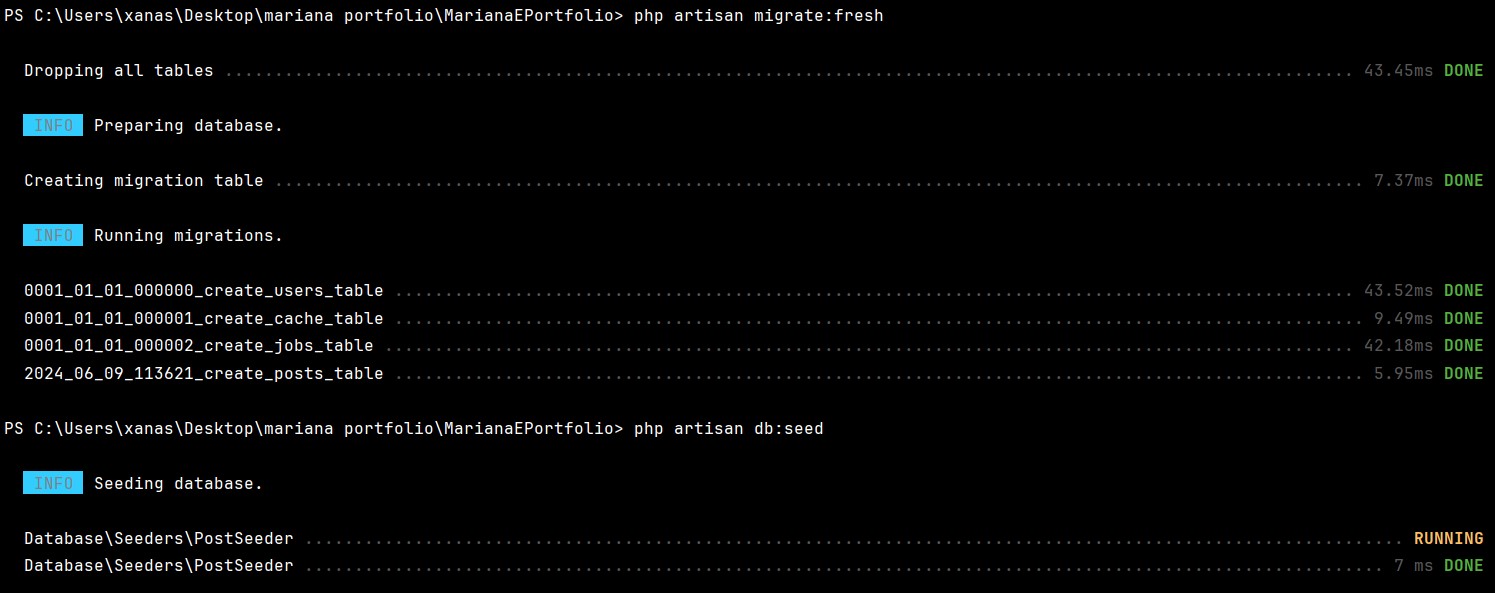 PS C:\Users\xanas\Desktop\mariana portfolio\MarianaEPortfolio> php artisan migrate:fresh
Dropping all tables ................................................................................................................. 43.45ms DONE
INFO Preparing database.
Creating migration table ............................................................................................................. 7.37ms DONE
INFO Running migrations.
0001_01_01_000000_create_users_table ................................................................................................ 43.52ms DONE
0001_01_01_000001_create_cache_table ................................................................................................. 9.49ms DONE
0001_01_01_000002_create_jobs_table ................................................................................................. 42.18ms DONE
2024_06_09_113621_create_posts_table ................................................................................................. 5.95ms DONE
PS C:\Users\xanas\Desktop\mariana portfolio\MarianaEPortfolio> php artisan db:seed
INFO Seeding database.
Database\Seeders\PostSeeder .............................................................................................................. RUNNING
Database\Seeders\PostSeeder ............................................................................................................ 7 ms DONE